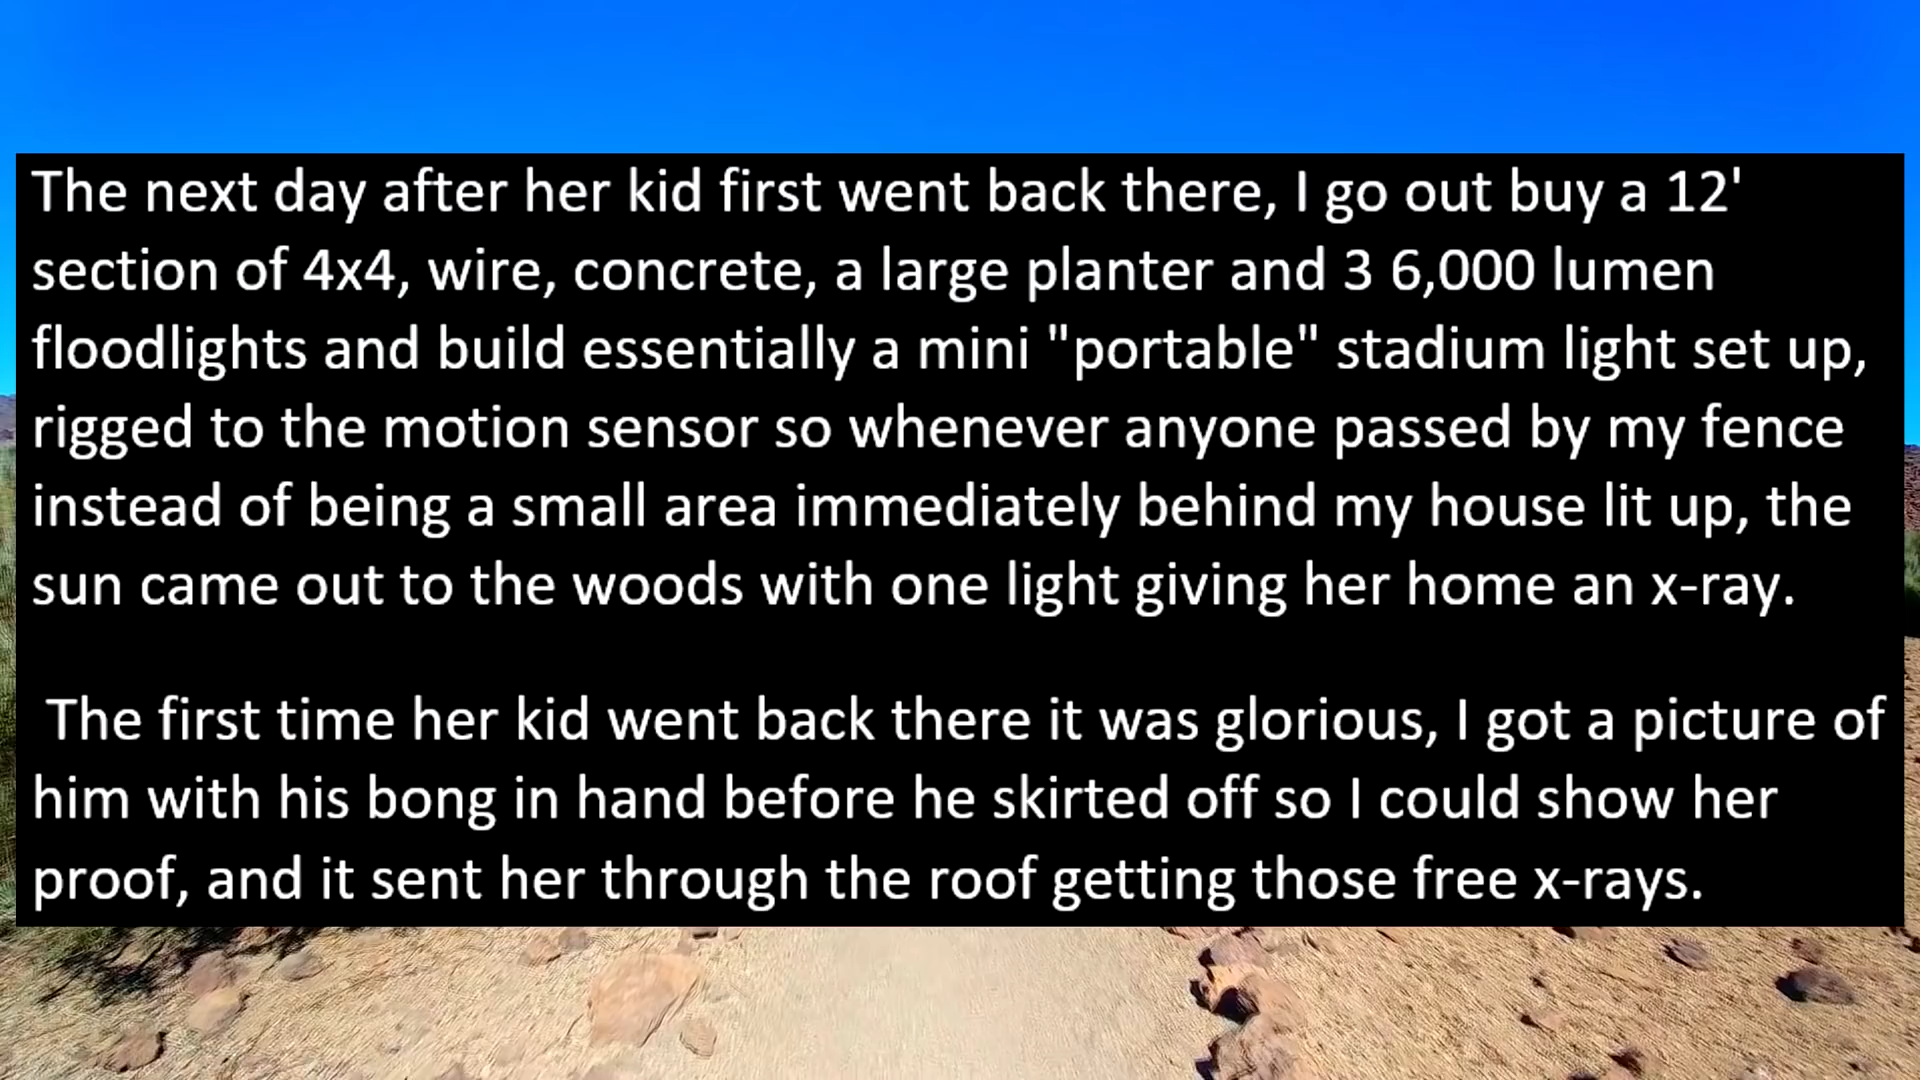 The next day after her kid first went back there, I go out buy a 12'
section of 4x4, wire, concrete, a large planter and 3 6,000 lumen
floodlights and build essentially a mini "portable" stadium light set up,
rigged to the motion sensor so whenever anyone passed by my fence
instead of being a small area immediately behind my house lit up, the
sun came out to the woods with one light giving her home an x-ray.
The first time her kid went back there it was glorious, I got a picture of
him with his bong in hand before he skirted off so I could show her
proof, and it sent her through the roof getting those free x-rays.